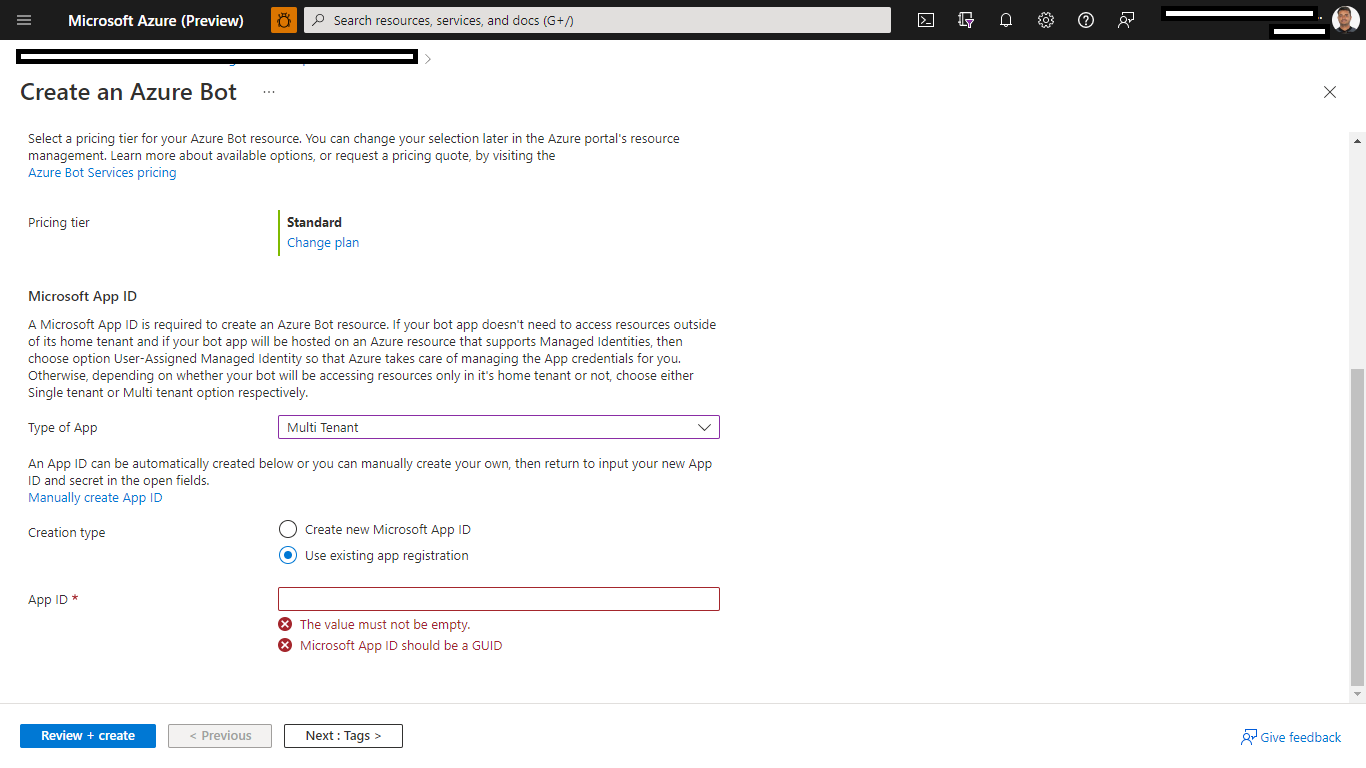 Microsoft Azure (Preview)
Search resources, services, and docs (G+/)
Create an Azure Bot
...
Select a pricing tier for your Azure Bot resource. You can change your selection later in the Azure portal's resource
management. Learn more about available options, or request a pricing quote, by visiting the
Azure Bot Services pricing
Pricing tier
Standard
Change plan
Microsoft App ID
A Microsoft App ID is required to create an Azure Bot resource. If your bot app doesn't need to access resources outside
of its home tenant and if your bot app will be hosted on an Azure resource that supports Managed Identities, then
choose option User-Assigned Managed Identity so that Azure takes care of managing the App credentials for you.
Otherwise, depending on whether your bot will be accessing resources only in it's home tenant or not, choose either
Single tenant or Multi tenant option respectively.
Type of App
Multi Tenant
An App ID can be automatically created below or you can manually create your own, then return to input your new App
ID and secret in the open fields.
Manually create App ID
Creation type
Create new Microsoft App ID
Use existing app registration
App ID *
The value must not be empty.
Microsoft App ID should be a GUID
Review + create
< Previous
Next : Tags >
Give feedback